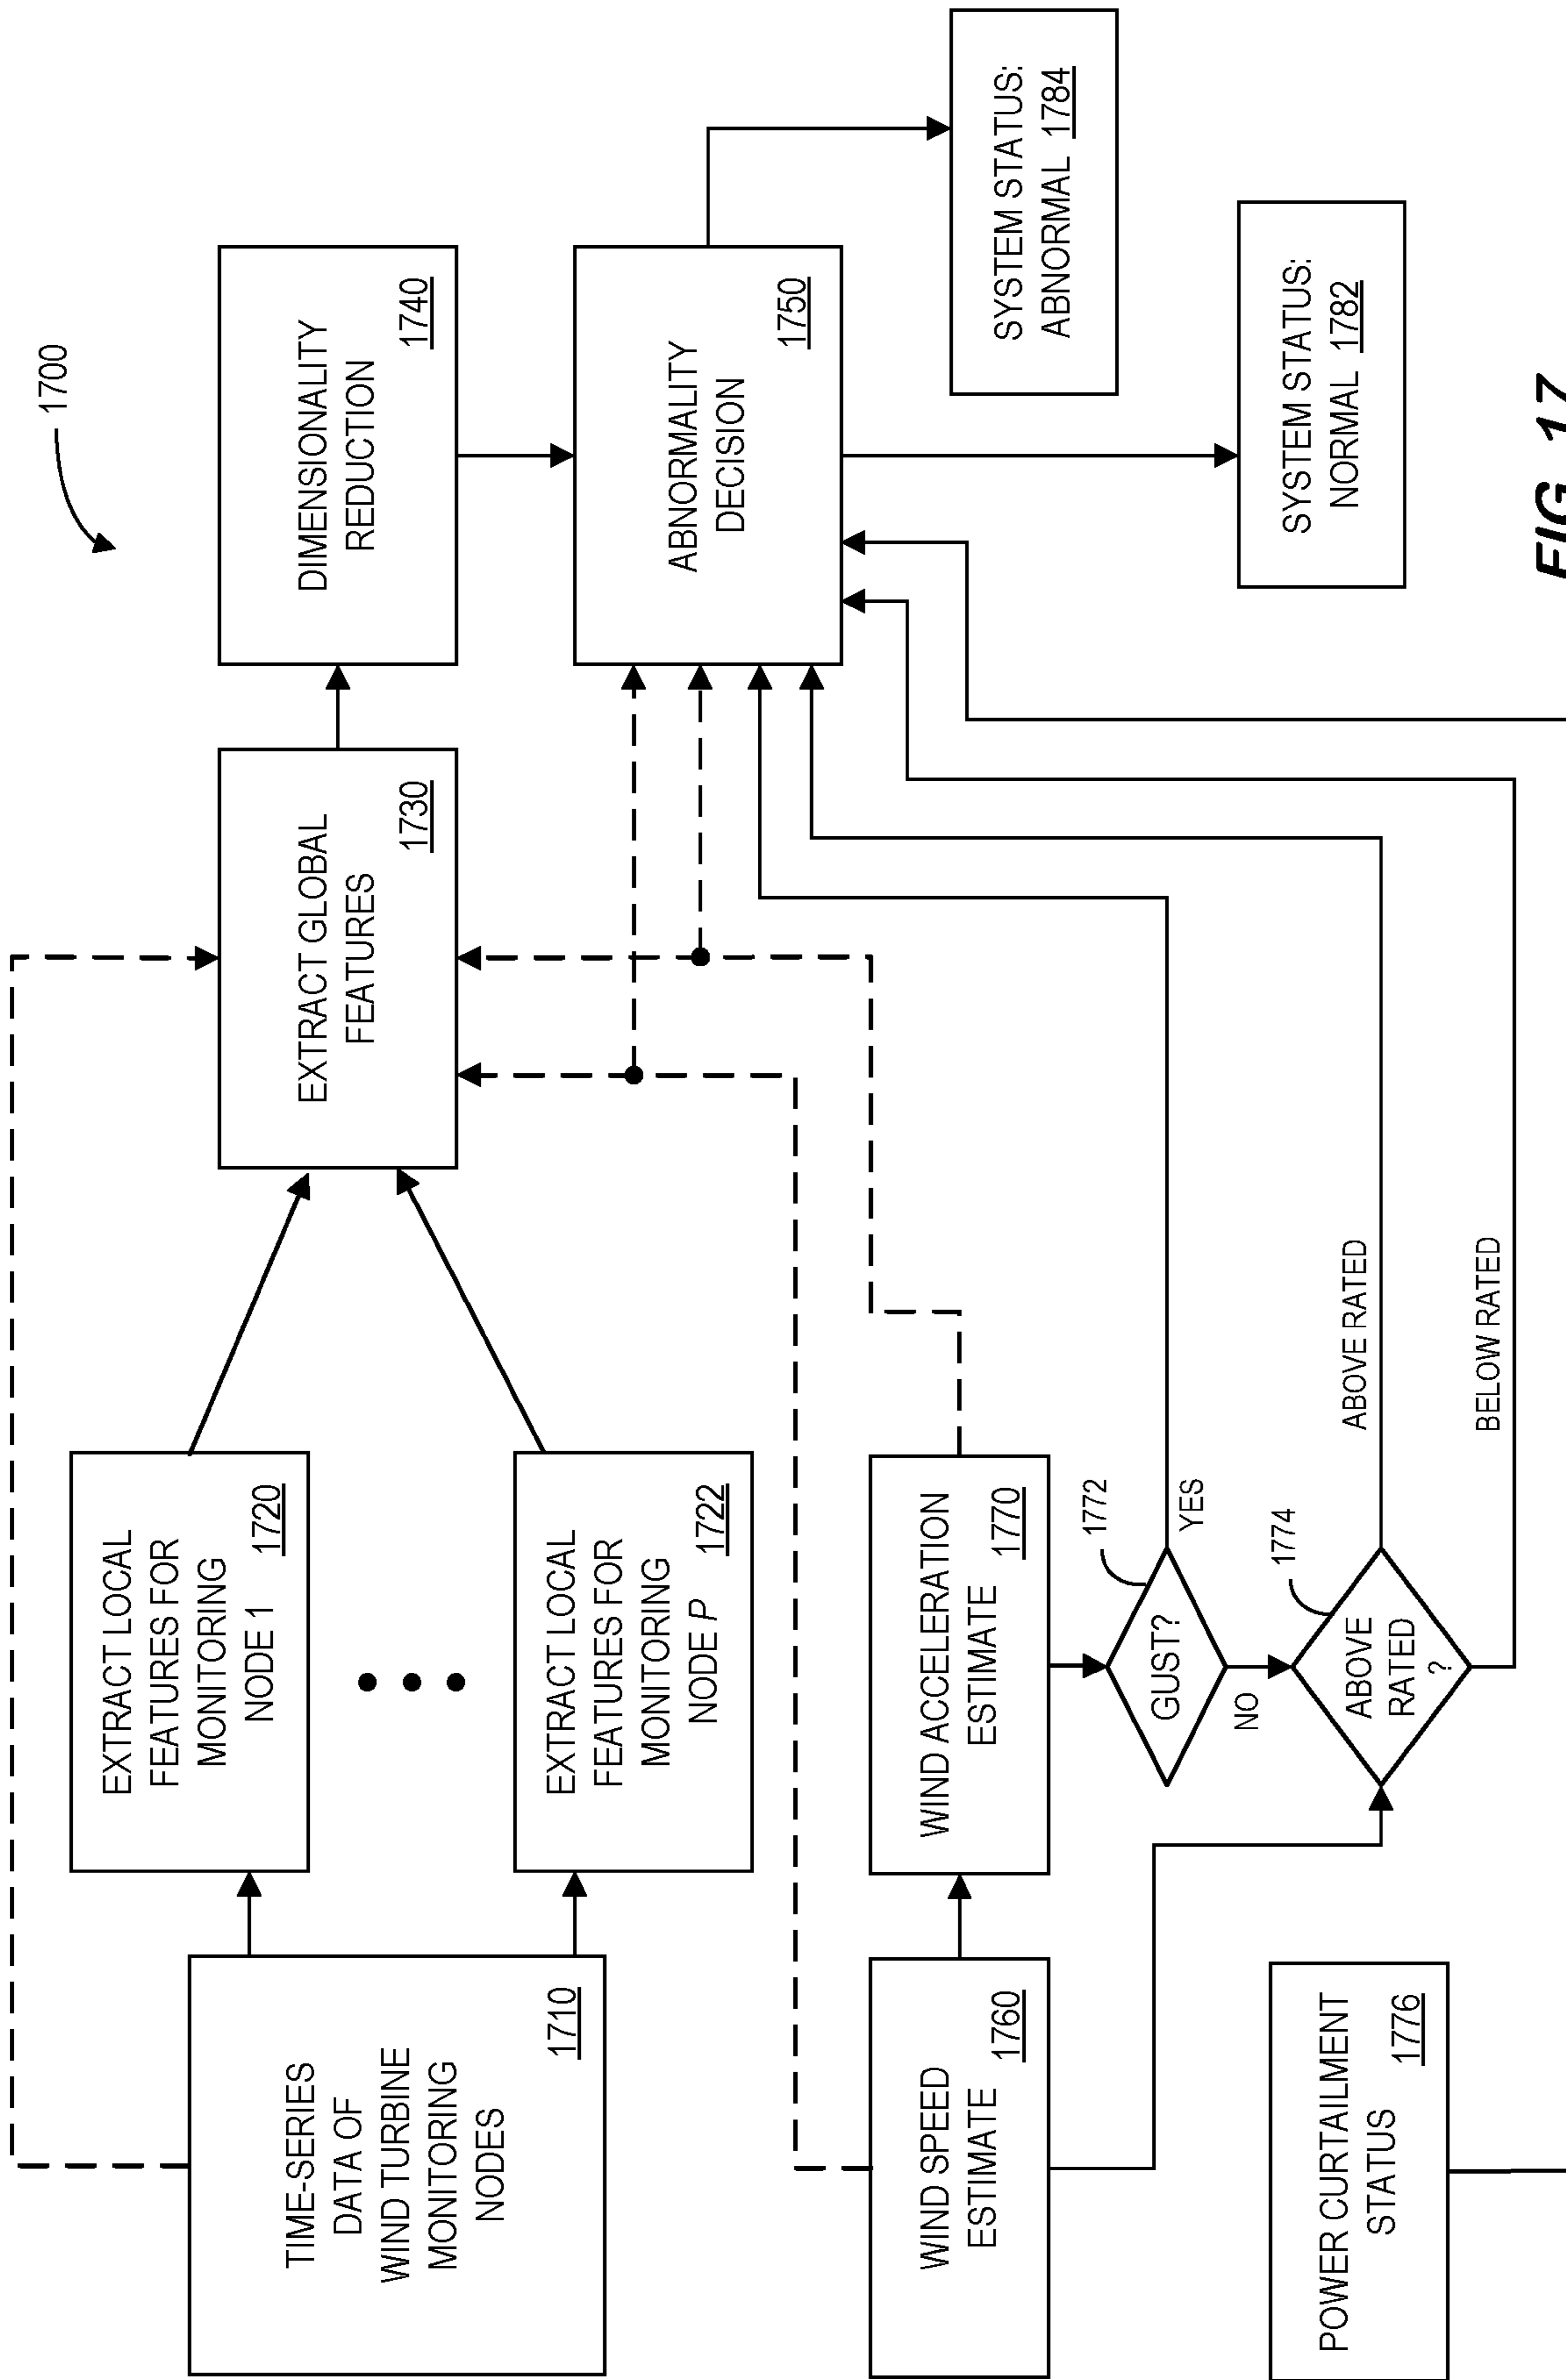 1700
TIME-SERIES
DATA OF
WIND TURBINE
MONITORING
NODES
1710
EXTRACT LOCAL
FEATURES FOR
MONITORING
NODE 1
1720
EXTRACT LOCAL
FEATURES FOR
MONITORING
NODE P
1722
EXTRACT GLOBAL
FEATURES
1730
DIMENSIONALITY
REDUCTION
1740
ABNORMALITY
DECISION
1750
WIND SPEED
ESTIMATE
1760
WIND ACCELERATION
ESTIMATE
1770
1772
GUST?
YES
NO
1774
ABOVE
RATED
?
ABOVE RATED
BELOW RATED
POWER CURTAILMENT
STATUS
1776
SYSTEM STATUS:
ABNORMAL 1784
SYSTEM STATUS:
NORMAL 1782
FIG. 17